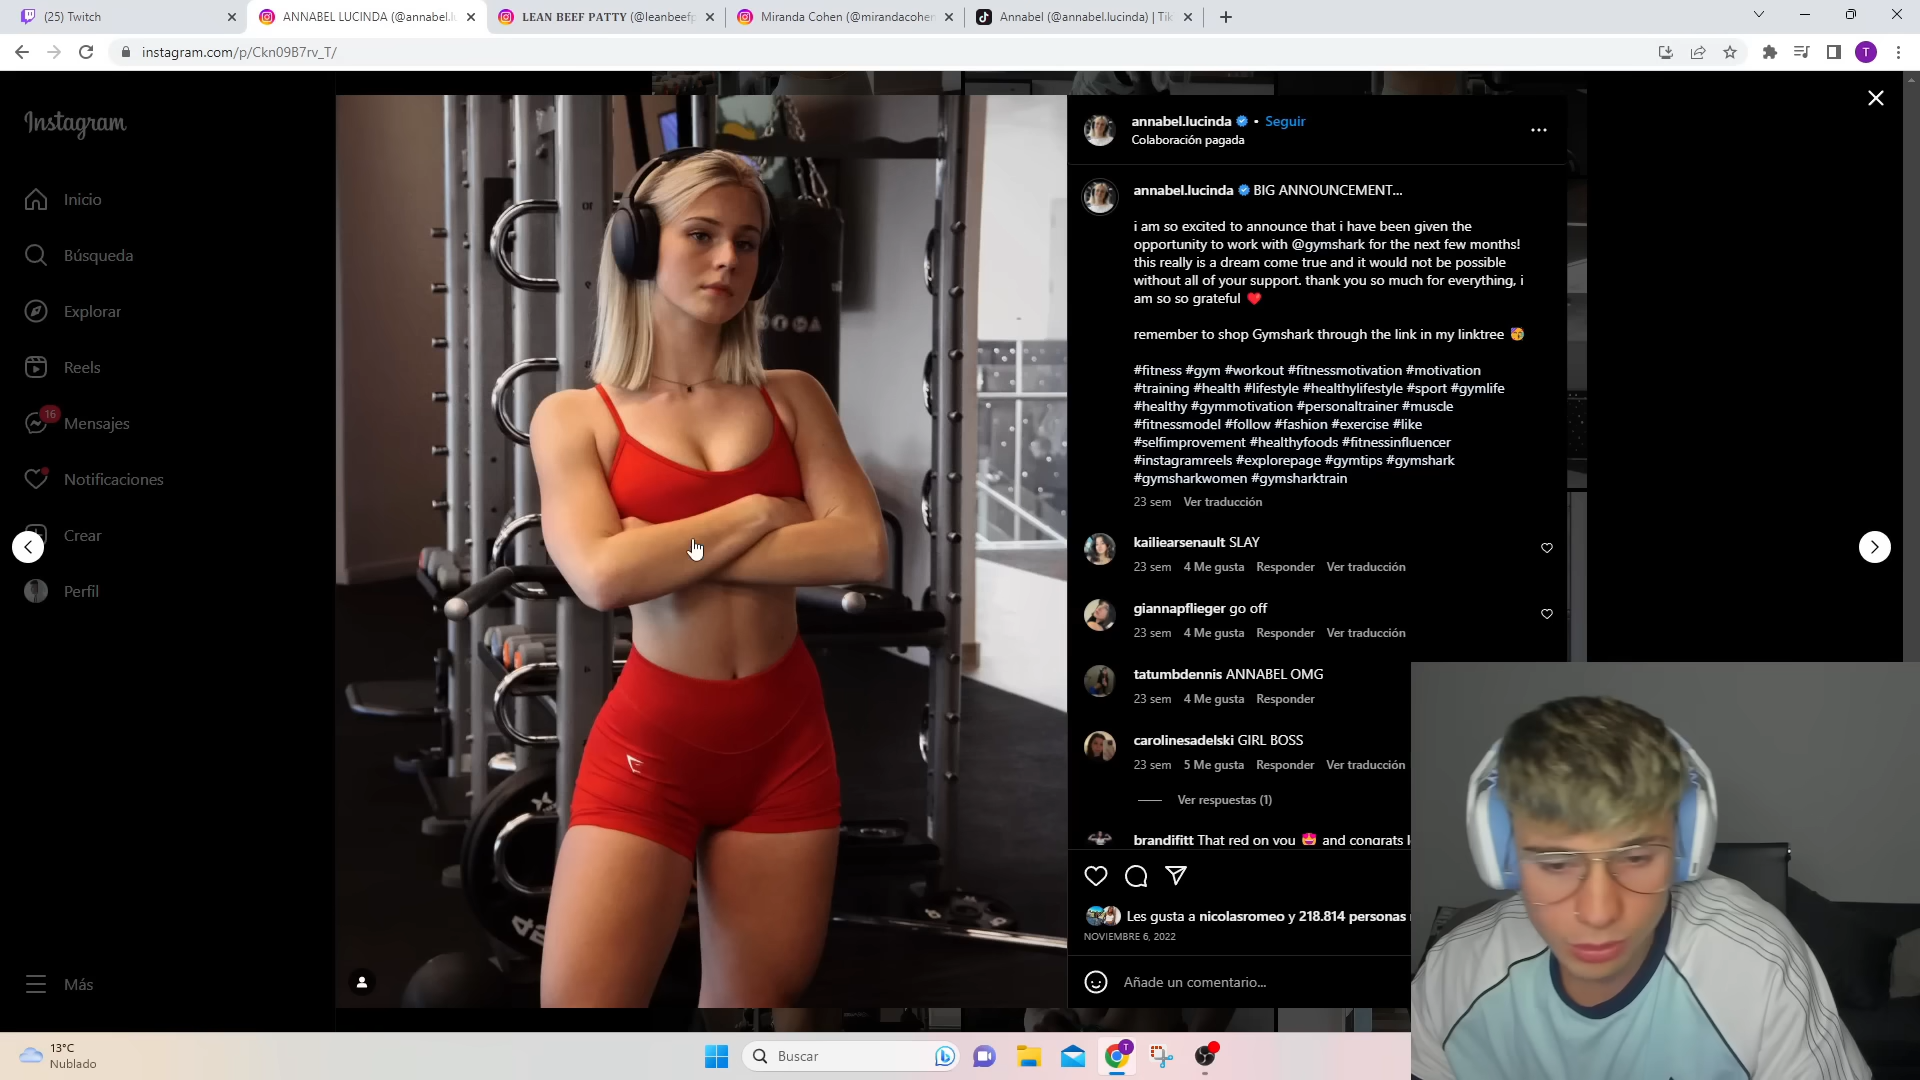 (25) Twitch
ANNABEL LUCINDA (@annabel.lu
LEAN BEEF PATTY (@leanbeefp
Miranda Cohen (@mirandacohen
Annabel (@annabel.lucinda) | Tik
instagram.com/p/Ckn09B7rv_T/
Instagram
Inicio
Búsqueda
Explorar
Reels
16
Mensajes
Notificaciones
Crear
Perfil
Más
annabel.lucinda • Seguir
Colaboración pagada
annabel.lucinda BIG ANNOUNCEMENT...
i am so excited to announce that i have been given the
opportunity to work with @gymshark for the next few months!
this really is a dream come true and it would not be possible
without all of your support. thank you so much for everything, i
am so so grateful ❤️
remember to shop Gymshark through the link in my linktree 🥳
#fitness #gym #workout #fitnessmotivation #motivation
#training #health #lifestyle #healthylifestyle #sport #gymlife
#healthy #gymmotivation #personaltrainer #muscle
#fitnessmodel #follow #fashion #exercise #like
#selfimprovement #healthyfoods #fitnessinfluencer
#instagramreels #explorepage #gymtips #gymshark
#gymsharkwomen #gymsharktrain
23 sem Ver traducción
kailiearsenault SLAY
23 sem 4 Me gusta Responder Ver traducción
giannapflieger go off
23 sem 4 Me gusta Responder Ver traducción
tatumbdennis ANNABEL OMG
23 sem 4 Me gusta Responder
carolinesadelski GIRL BOSS
23 sem 5 Me gusta Responder Ver traducción
Ver respuestas (1)
brandifitt That red on you 🤩 and congrats
Les gusta a nicolasromeo y 218.814 personas
NOVIEMBRE 6, 2022
Añade un comentario...
13°C
Nublado
Buscar
T
T